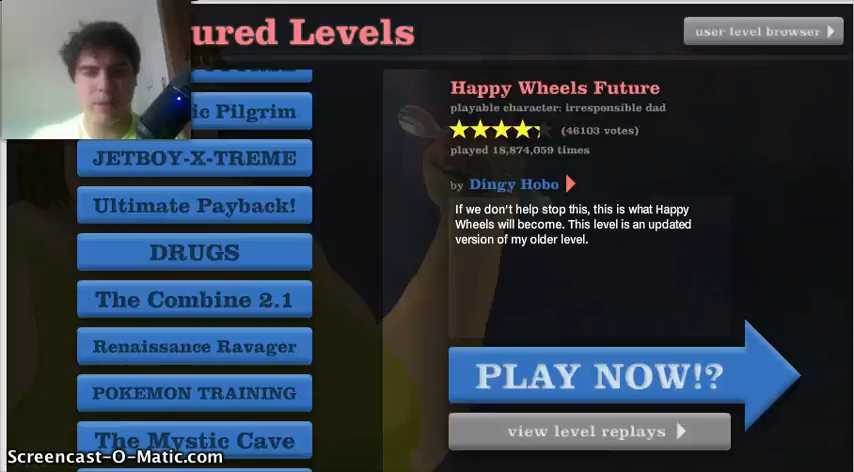 ured Levels
user level browser
ic Pilgrim
JETBOY-X-TREME
Ultimate Payback!
DRUGS
The Combine 2.1
Renaissance Ravager
POKEMON TRAINING
The Mystic Cave
Happy Wheels Future
playable character: irresponsible dad
(46103 votes)
played 18,874,059 times
by Dingy Hobo
If we don't help stop this, this is what Happy
Wheels will become. This level is an updated
version of my older level.
PLAY NOW!?
view level replays
Screencast-O-Matic.com